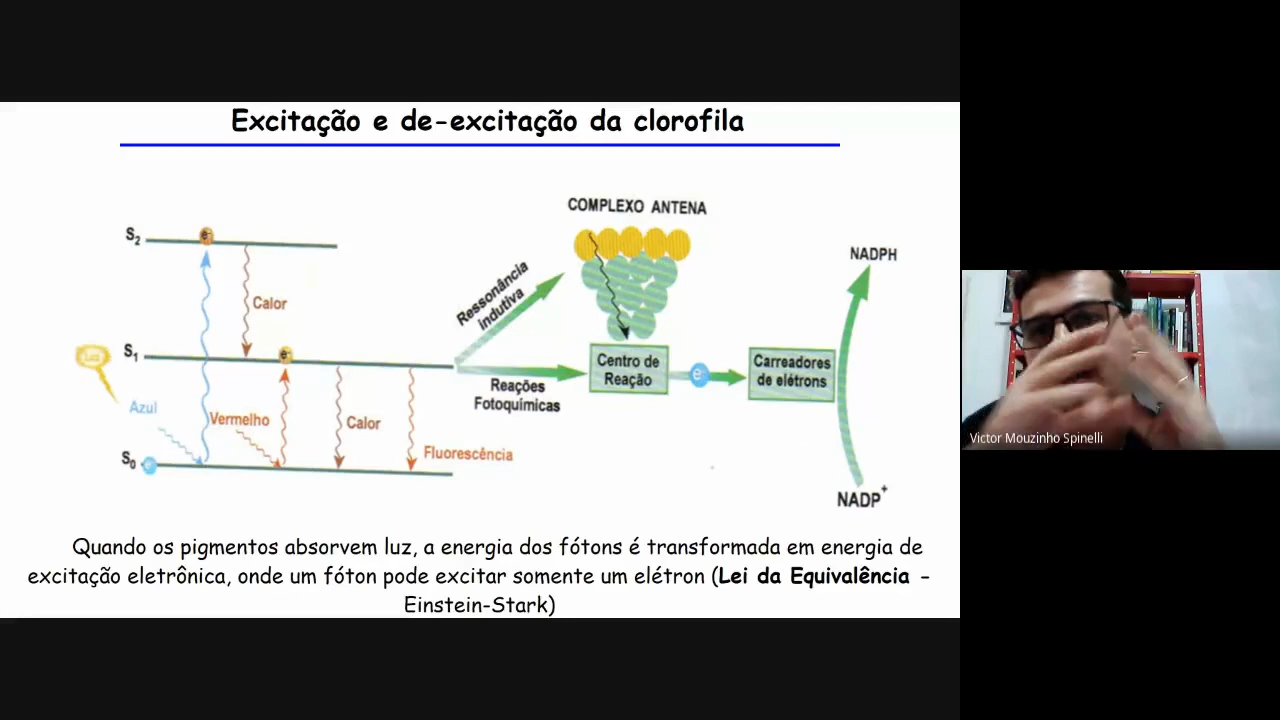 Excitação e de-excitação da clorofila
COMPLEXO ANTENA
S2
e-
NADPH
Ressonância
indutiva
Calor
S1
e-
Luz
Centro de
Reação
e-
Carreadores
de elétrons
Reações
Fotoquímicas
Azul
Vermelho
Calor
Fluorescência
S0
e-
NADP+
Quando os pigmentos absorvem luz, a energia dos fótons é transformada em energia de
excitação eletrônica, onde um fóton pode excitar somente um elétron (Lei da Equivalência -
Einstein-Stark)
Victor Mouzinho Spinelli